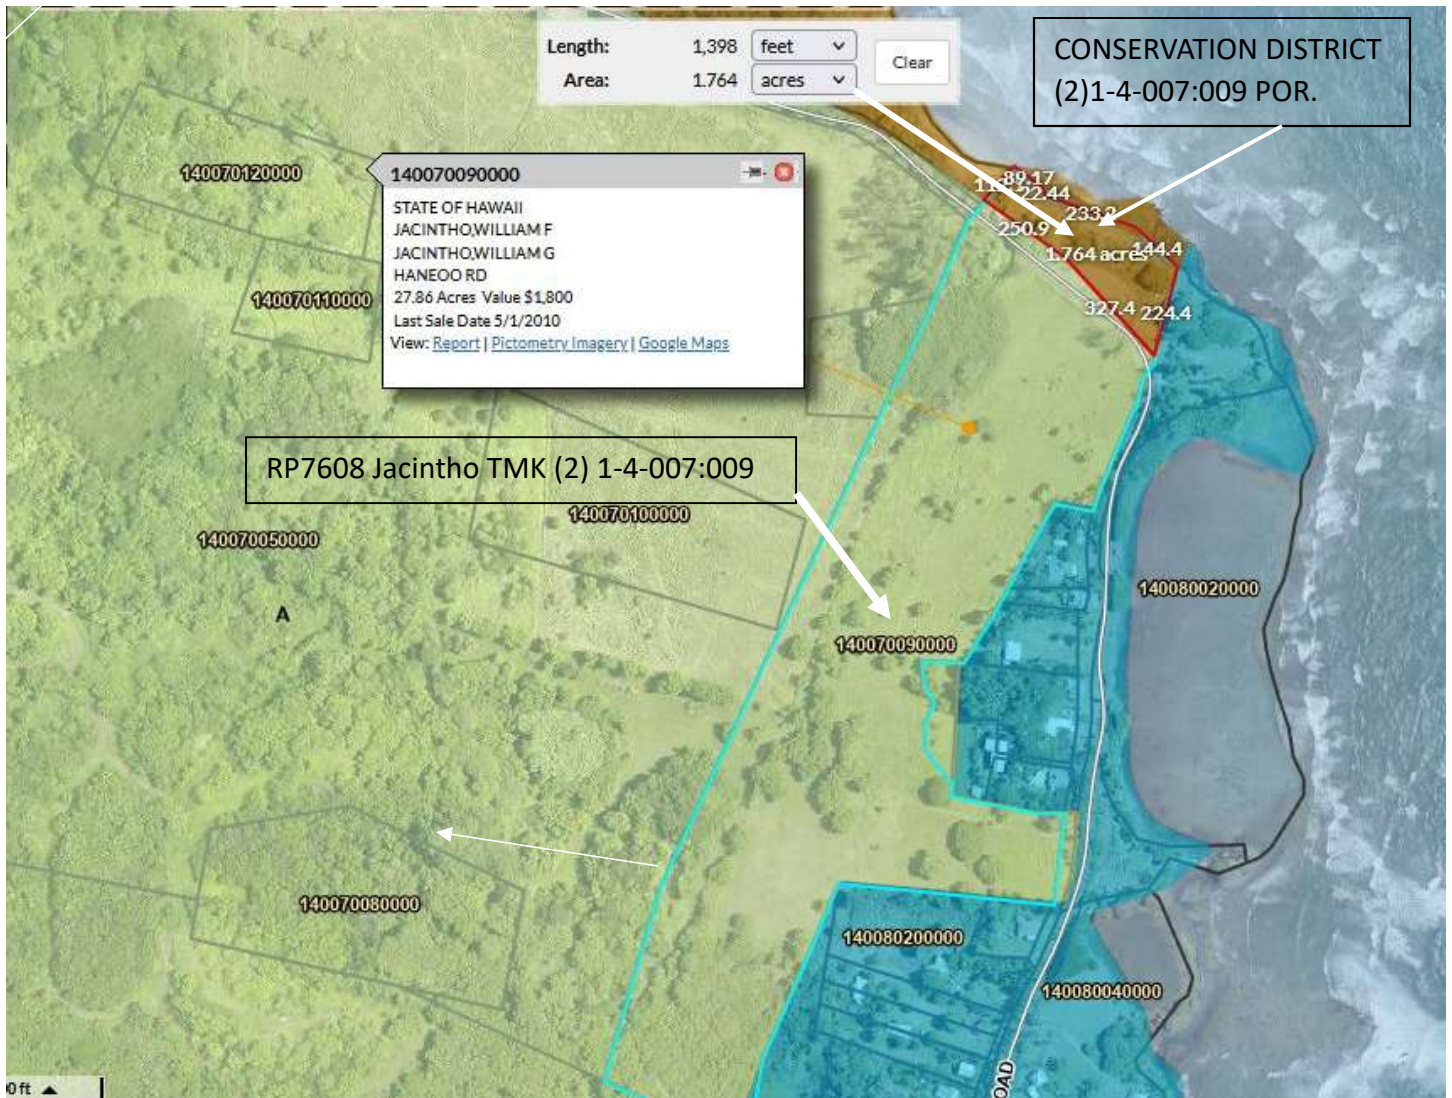 Length: 1,398 feet
Area: 1.764 acres
Clear
CONSERVATION DISTRICT
(2)1-4-007:009 POR.
140070120000
140070090000
STATE OF HAWAII
JACINTHO,WILLIAM F
JACINTHO,WILLIAM G
HANEOO RD
27.86 Acres Value $1,800
Last Sale Date 5/1/2010
View: Report | Pictometry Imagery | Google Maps
89.17
22.44
233.2
250.9
144.4
1.764 acres
327.4
224.4
140070110000
RP7608 Jacintho TMK (2) 1-4-007:009
140070100000
140070050000
140080020000
A
140070090000
140070080000
140080200000
140080040000
OAD
0 ft